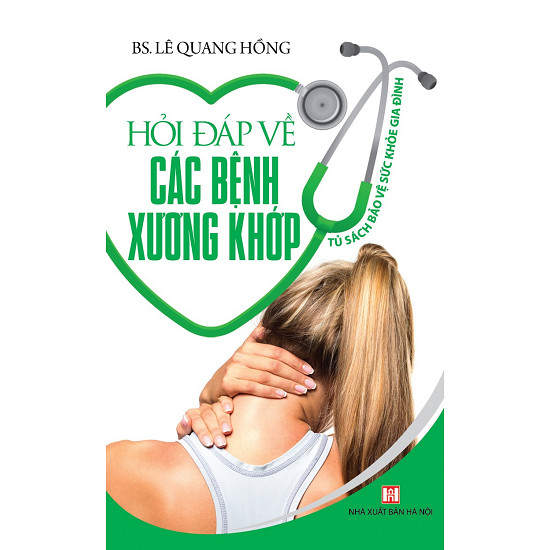 BS. LÊ QUANG HỒNG
HỎI ĐÁP VỀ
CÁC BỆNH
XƯƠNG KHỚP
TỦ SÁCH BẢO VỆ SỨC KHỎE GIA ĐÌNH
NHÀ XUẤT BẢN HÀ NỘI